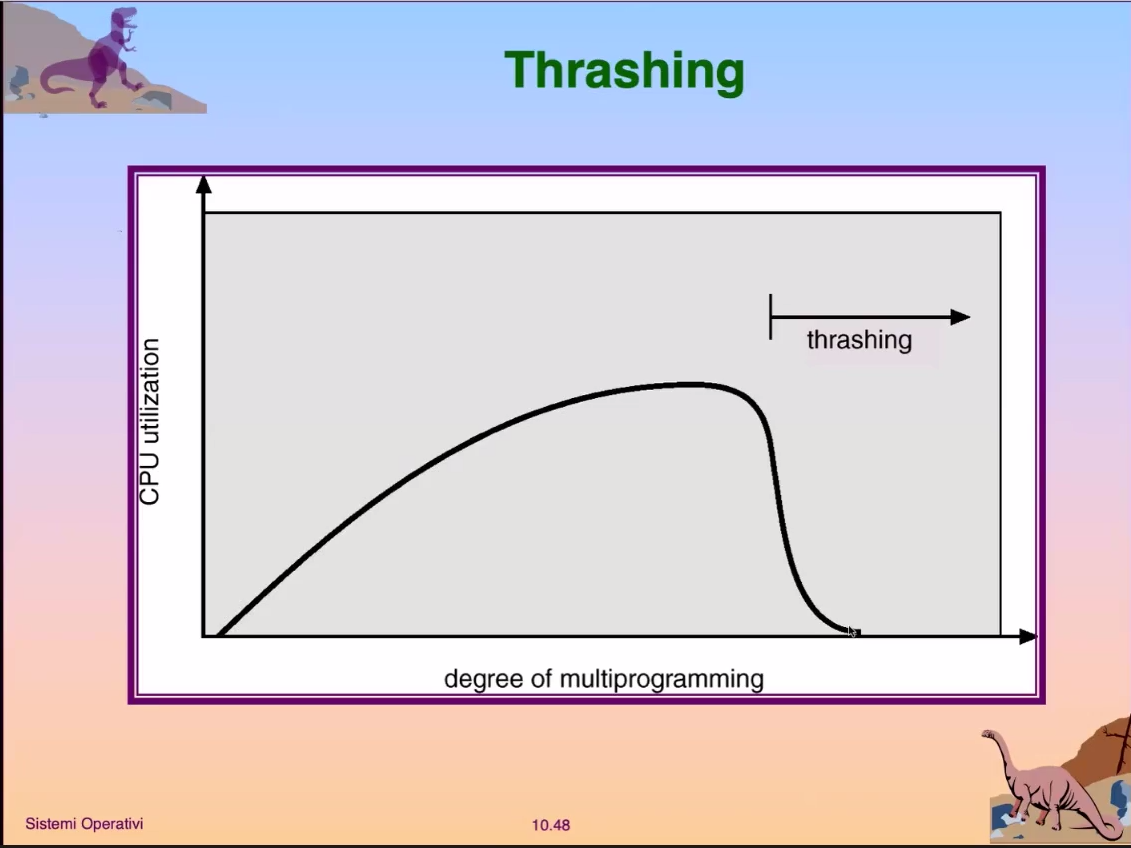 Thrashing
thrashing
CPU utilization
degree of multiprogramming
Sistemi Operativi
10.48